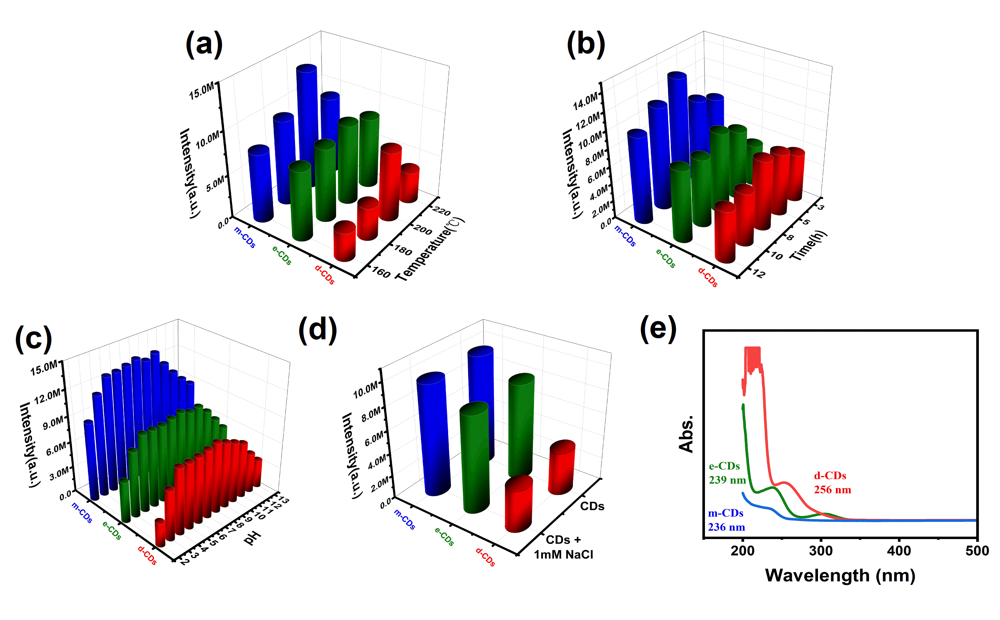 (a)
15.0M
10.0M
5.0M
0.0
Intensity(a.u.)
m-CDs
e-CDs
d-CDs
160
180
200
220
Temperature(℃)
(b)
14.0M
12.0M
10.0M
8.0M
6.0M
4.0M
2.0M
0.0
Intensity(a.u.)
m-CDs
e-CDs
d-CDs
12
10
8
5
3
Time(h)
(c)
15.0M
12.0M
9.0M
6.0M
3.0M
0.0
Intensity(a.u.)
m-CDs
e-CDs
d-CDs
2
3
4
5
6
7
8
9
10
11
12
13
pH
(d)
10.0M
8.0M
6.0M
4.0M
2.0M
0.0
Intensity(a.u.)
m-CDs
e-CDs
d-CDs
CDs +
1mM NaCl
CDs
(e)
Abs.
e-CDs
239 nm
d-CDs
256 nm
m-CDs
236 nm
200
300
400
500
Wavelength (nm)